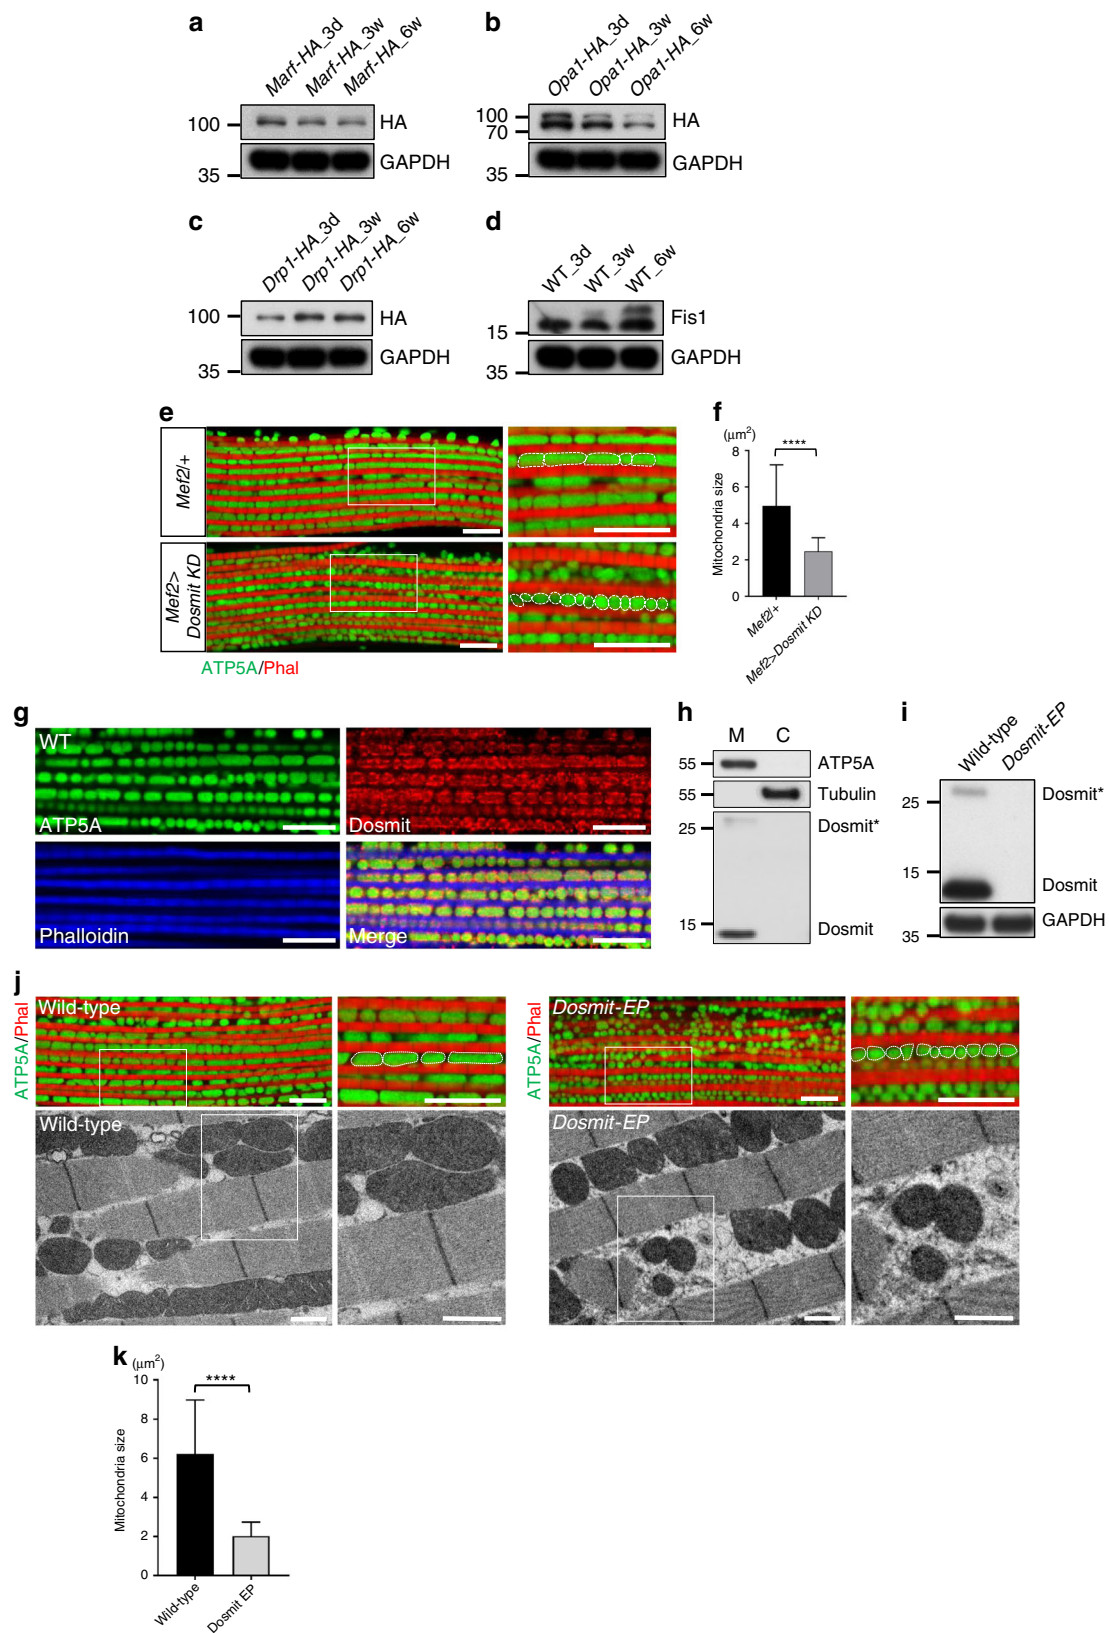 a
Marf-HA_3d
Marf-HA_3w
Marf-HA_6w
100
HA
GAPDH
35
b
Opa1-HA_3d
Opa1-HA_3w
Opa1-HA_6w
100
70
HA
GAPDH
35
c
Drp1-HA_3d
Drp1-HA_3w
Drp1-HA_6w
100
HA
GAPDH
35
d
WT_3d
WT_3w
WT_6w
Fis1
15
GAPDH
35
e
Mef2/+
Mef2>
Dosmit KD
ATP5A/Phal
f
(μm²)
****
8
6
4
2
0
Mitochondria size
Mef2/+
Mef2>Dosmit KD
g
WT
ATP5A
Dosmit
Phalloidin
Merge
h
M C
55
ATP5A
55
Tubulin
25
Dosmit*
15
Dosmit
i
Wild-type
Dosmit-EP
25
Dosmit*
15
Dosmit
GAPDH
35
j
ATP5A/Phal
Wild-type
ATP5A/Phal
Dosmit-EP
Wild-type
Dosmit-EP
k
(μm²)
****
10
8
6
4
2
0
Mitochondria size
Wild-type
Dosmit EP